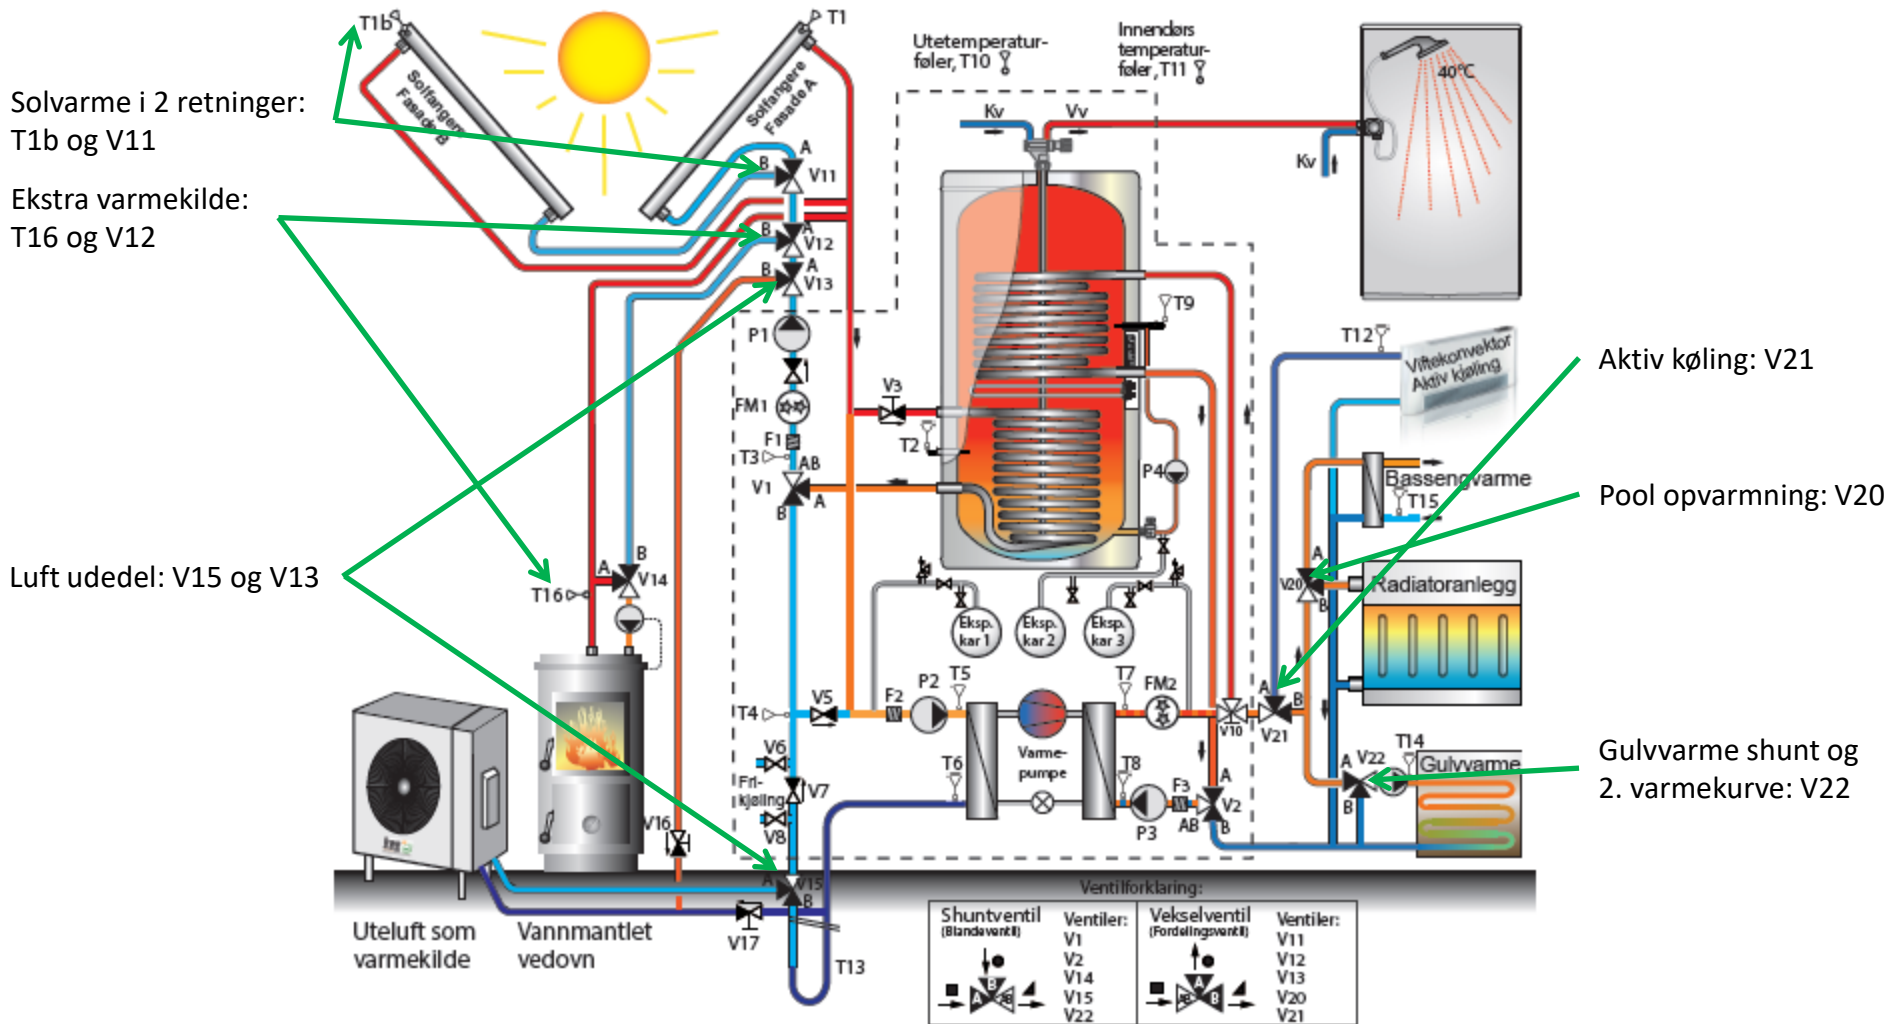 Solvarme i 2 retninger:
T1b og V11
Ekstra varmekilde:
T16 og V12
Luft udedel: V15 og V13
Aktiv køling: V21
Pool opvarmning: V20
Gulvvarme shunt og
2. varmekurve: V22
T1b
T1
Solfangere
Fasade B
Solfangere
Fasade A
Utetemperatur-
føler, T10
Innendørs
temperatur-
føler, T11
Kv
Vv
40°C
Kv
A
B
V11
B
A
V12
B
A
V13
P1
FM1
F1
T3
AB
V1
A
B
V3
T2
T9
P4
T12
Viftekonvektor
Aktiv kjøling
Bassengvarme
T15
A
V20
B
Radiatoranlegg
B
A
V14
T16
Eksp.
kar 1
Eksp.
kar 2
Eksp.
kar 3
T4
V5
F2
P2
T5
T7
FM2
V10
A
B
V21
V6
Fri-
kjøling
V7
V8
T6
Varme-
pumpe
T8
F3
P3
A
V2
AB
B
A
V22
T14
B
Gulvvarme
V16
A
V15
B
V17
T13
Uteluft som
varmekilde
Vannmantlet
vedovn
Ventilforklaring:
Shuntventil
(Blandeventil)
Ventiler:
V1
V2
V14
V15
V22
B
A
AB
Vekselventil
(Fordelingsventil)
Ventiler:
V11
V12
V13
V20
V21
A
AB
B